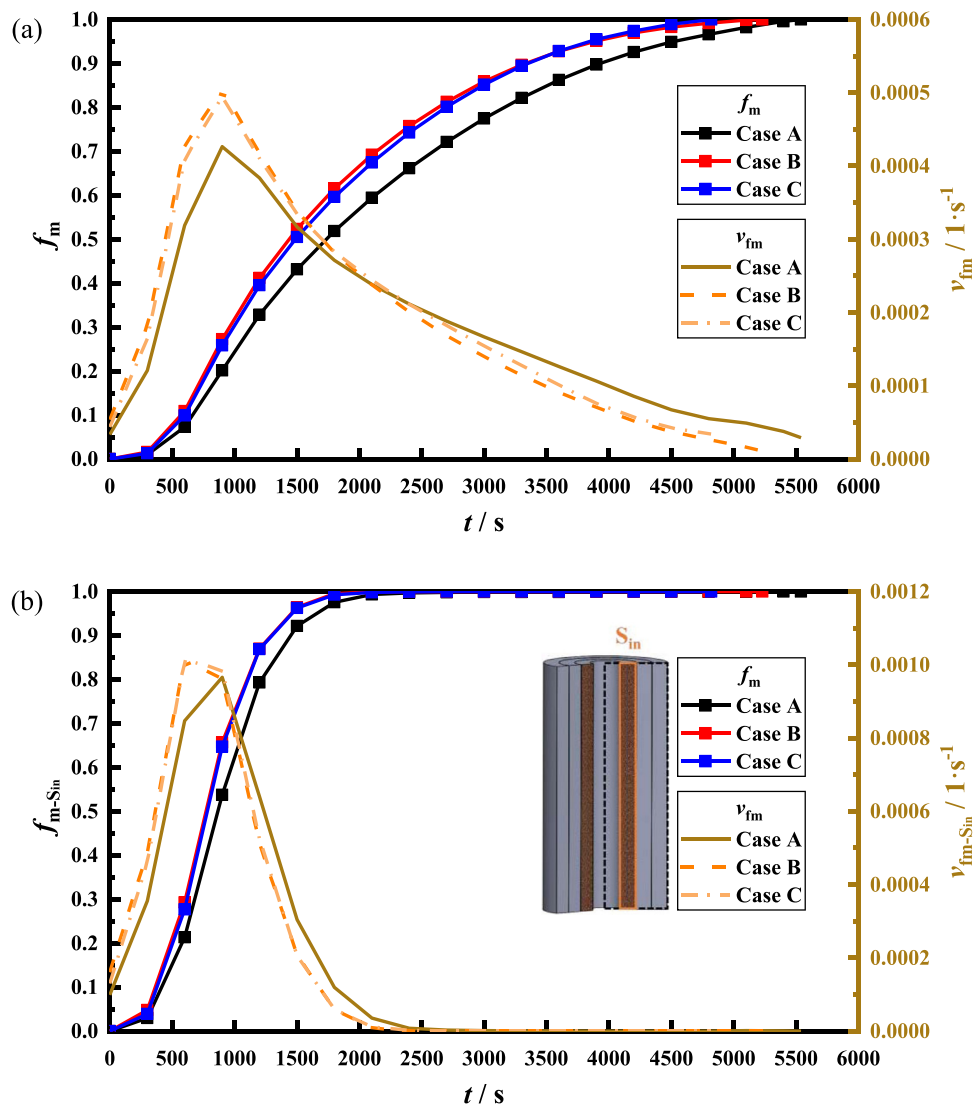 (a)
1.0
0.9
0.8
0.7
0.6
0.5
0.4
0.3
0.2
0.1
0.0
fm
0.0006
0.0005
0.0004
0.0003
0.0002
0.0001
0.0000
vfm / 1·s-1
fm
Case A
Case B
Case C
vfm
Case A
Case B
Case C
0 500 1000 1500 2000 2500 3000 3500 4000 4500 5000 5500 6000
t / s
(b)
1.0
0.9
0.8
0.7
0.6
0.5
0.4
0.3
0.2
0.1
0.0
fm-Sin
0.0012
0.0010
0.0008
0.0006
0.0004
0.0002
0.0000
vfm-Sin / 1·s-1
Sin
fm
Case A
Case B
Case C
vfm
Case A
Case B
Case C
0 500 1000 1500 2000 2500 3000 3500 4000 4500 5000 5500 6000
t / s